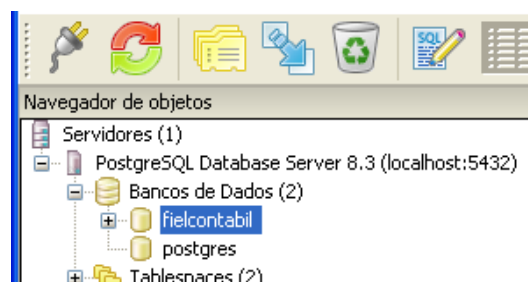 SQL
Navegador de objetos
Servidores (1)
PostgreSQL Database Server 8.3 (localhost:5432)
Bancos de Dados (2)
fielcontabil
postgres
Tablespaces (2)